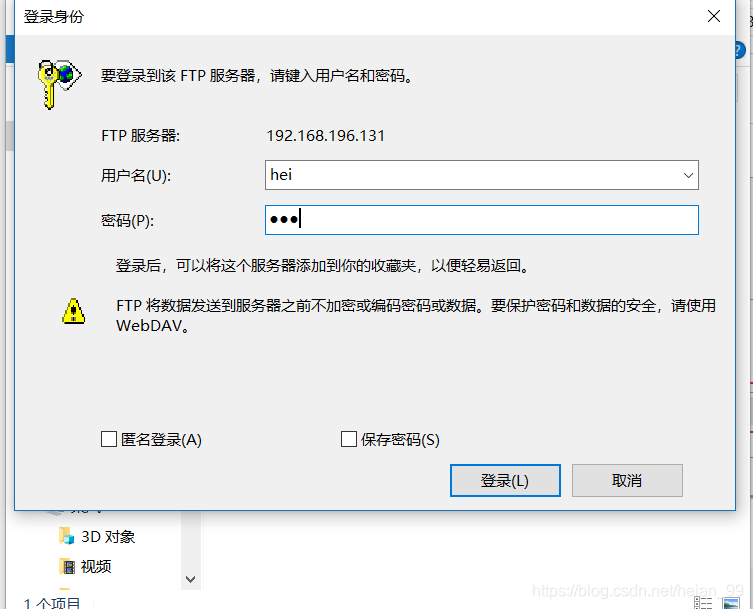 登录身份
要登录到该 FTP 服务器，请键入用户名和密码。
FTP 服务器:
192.168.196.131
用户名(U):
hei
密码(P):
●●●
登录后，可以将这个服务器添加到你的收藏夹，以便轻易返回。
FTP 将数据发送到服务器之前不加密或编码密码或数据。要保护密码和数据的安全，请使用
WebDAV。
匿名登录(A)
保存密码(S)
登录(L)
取消
3D 对象
视频
1 个项目
https://blog.csdn.net/heian_99